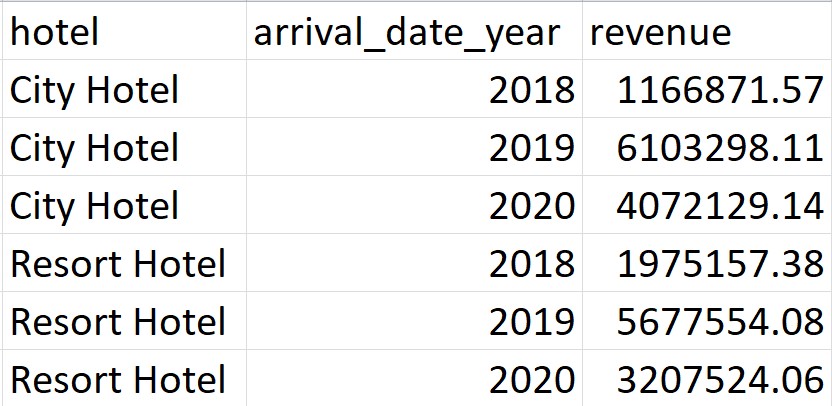 hotel arrival_date_year revenue
City Hotel 2018 1166871.57
City Hotel 2019 6103298.11
City Hotel 2020 4072129.14
Resort Hotel 2018 1975157.38
Resort Hotel 2019 5677554.08
Resort Hotel 2020 3207524.06